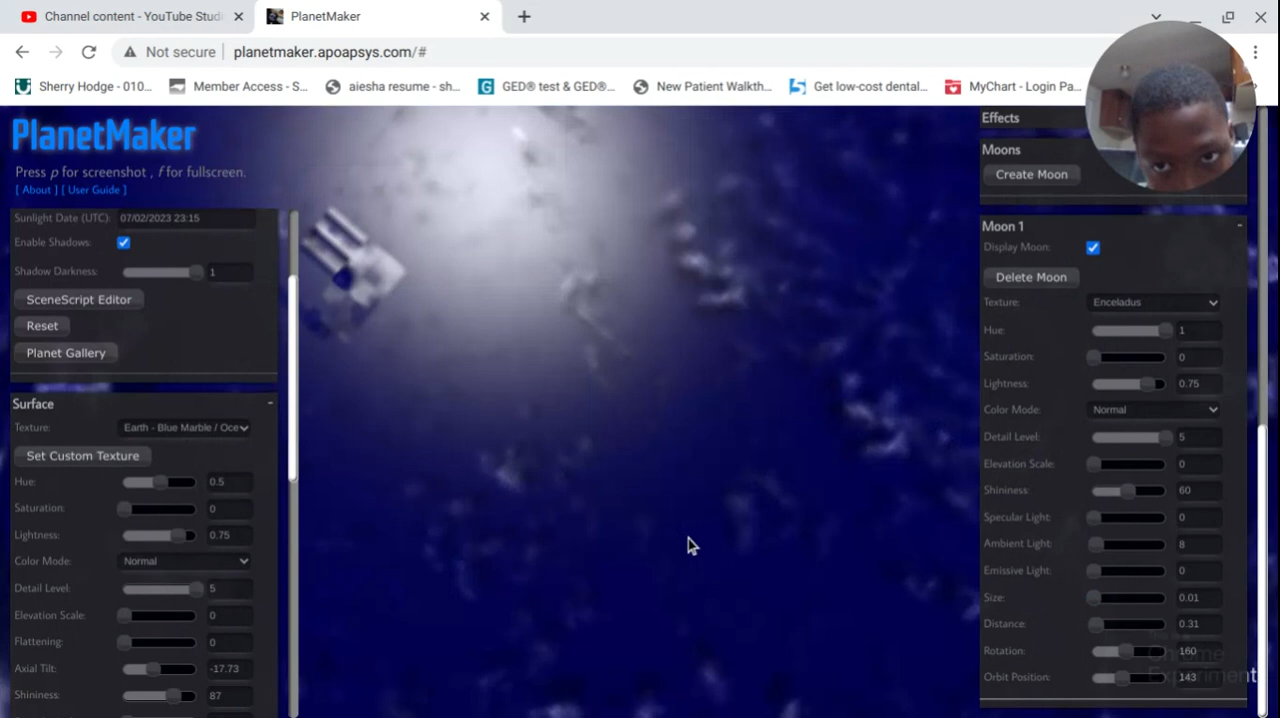 Channel content - YouTube Studi
PlanetMaker
Not secure
planetmaker.apoapsys.com/#
Sherry Hodge - 010...
Member Access - S...
aiesha resume - sh...
GED® test & GED®...
New Patient Walkth...
Get low-cost dental...
MyChart - Login Pa...
PlanetMaker
Press p for screenshot , f for fullscreen.
[ About ] [ User Guide ]
Sunlight Date (UTC): 07/02/2023 23:15
Enable Shadows:
Shadow Darkness: 1
SceneScript Editor
Reset
Planet Gallery
Surface -
Texture: Earth - Blue Marble / Oce
Set Custom Texture
Hue: 0.5
Saturation: 0
Lightness: 0.75
Color Mode: Normal
Detail Level: 5
Elevation Scale: 0
Flattening: 0
Axial Tilt: -17.73
Shininess: 87
Effects
Moons
Create Moon
Moon 1 -
Display Moon:
Delete Moon
Texture: Enceladus
Hue: 1
Saturation: 0
Lightness: 0.75
Color Mode: Normal
Detail Level: 5
Elevation Scale: 0
Shininess: 60
Specular Light: 0
Ambient Light: 8
Emissive Light: 0
Size: 0.01
Distance: 0.31
Rotation: 160
Orbit Position: 143
This is a
Chrome
Experiment